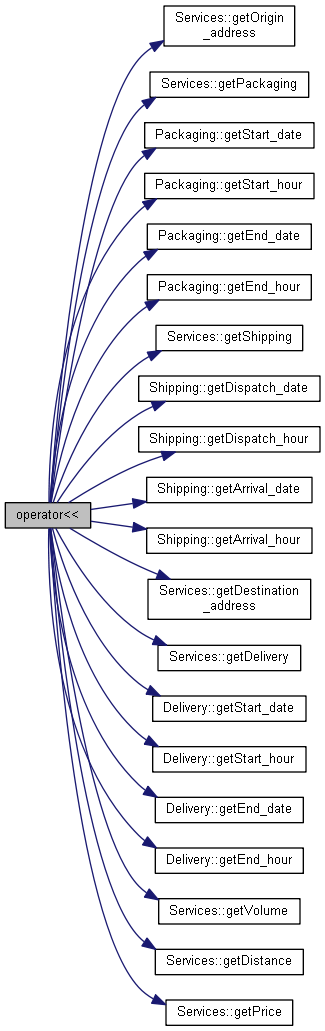 Services::getOrigin
_address
Services::getPackaging
Packaging::getStart_date
Packaging::getStart_hour
Packaging::getEnd_date
Packaging::getEnd_hour
Services::getShipping
Shipping::getDispatch_date
Shipping::getDispatch_hour
Shipping::getArrival_date
operator<<
Shipping::getArrival_hour
Services::getDestination
_address
Services::getDelivery
Delivery::getStart_date
Delivery::getStart_hour
Delivery::getEnd_date
Delivery::getEnd_hour
Services::getVolume
Services::getDistance
Services::getPrice